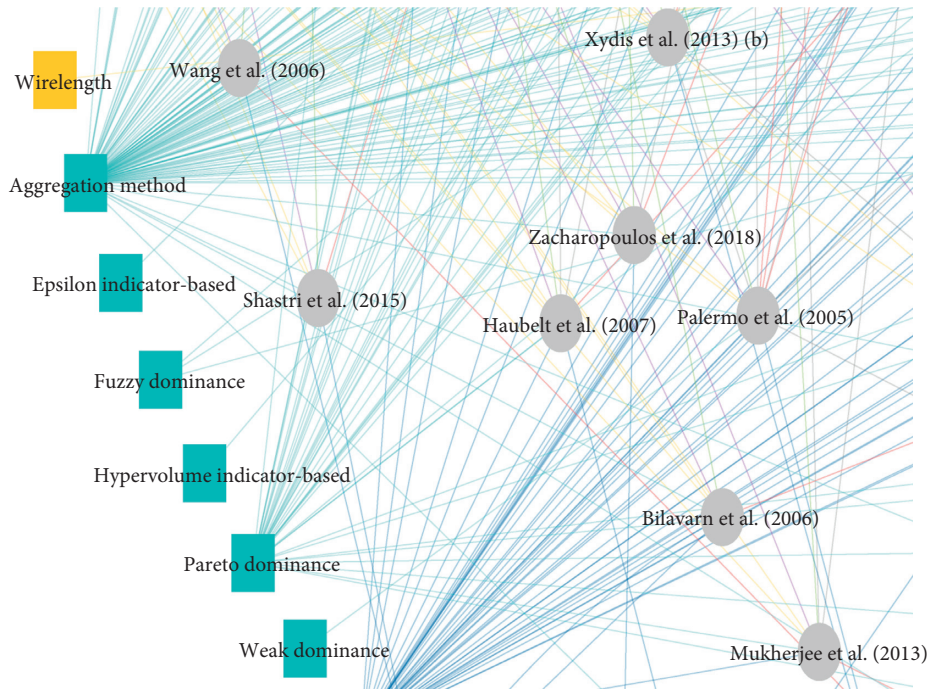 Xydis et al. (2013) (b)
Wang et al. (2006)
Wirelength
Aggregation method
Zacharopoulos et al. (2018)
Epsilon indicator-based
Shastri et al. (2015)
Haubelt et al. (2007)
Palermo et al. (2005)
Fuzzy dominance
Hypervolume indicator-based
Bilavarn et al. (2006)
Pareto dominance
Weak dominance
Mukherjee et al. (2013)